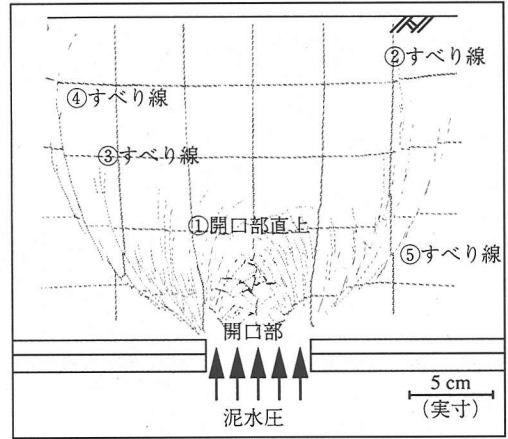 ②すべり線
④すべり線
③すべり線
①開口部直上
⑤すべり線
開口部
5 cm
(実寸)
泥水圧